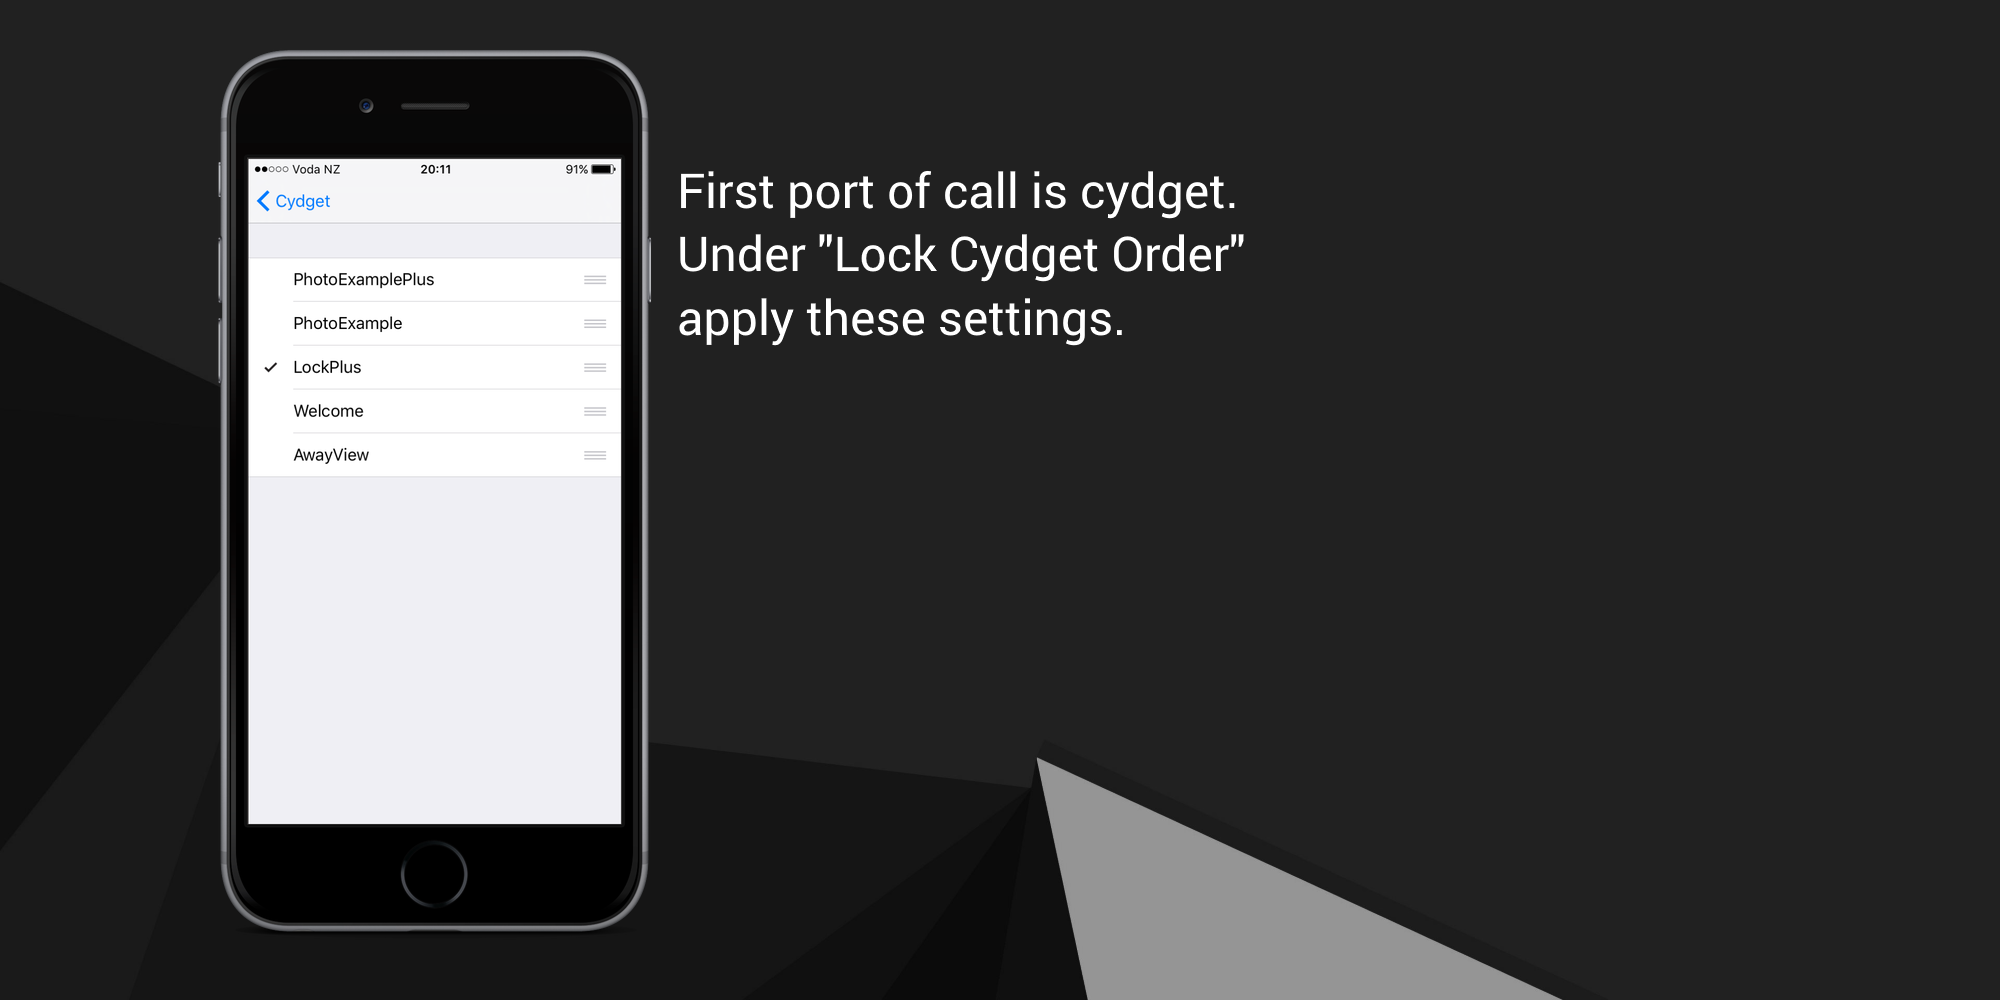 Voda NZ 20:11 91%
Cydget
PhotoExamplePlus
PhotoExample
LockPlus
Welcome
AwayView
First port of call is cydget.
Under "Lock Cydget Order"
apply these settings.